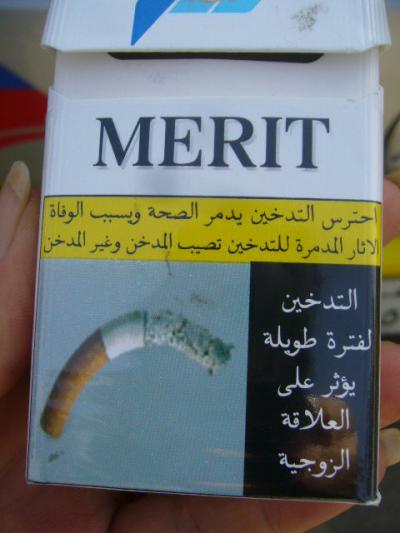 MERIT
احترس التدخين يدمر الصحة ويسبب الوفاة
الاثار المدمرة للتدخين تصيب المدخن وغير المدخن
التدخين
لفترة طويلة
يؤثر على
العلاقة
الزوجية